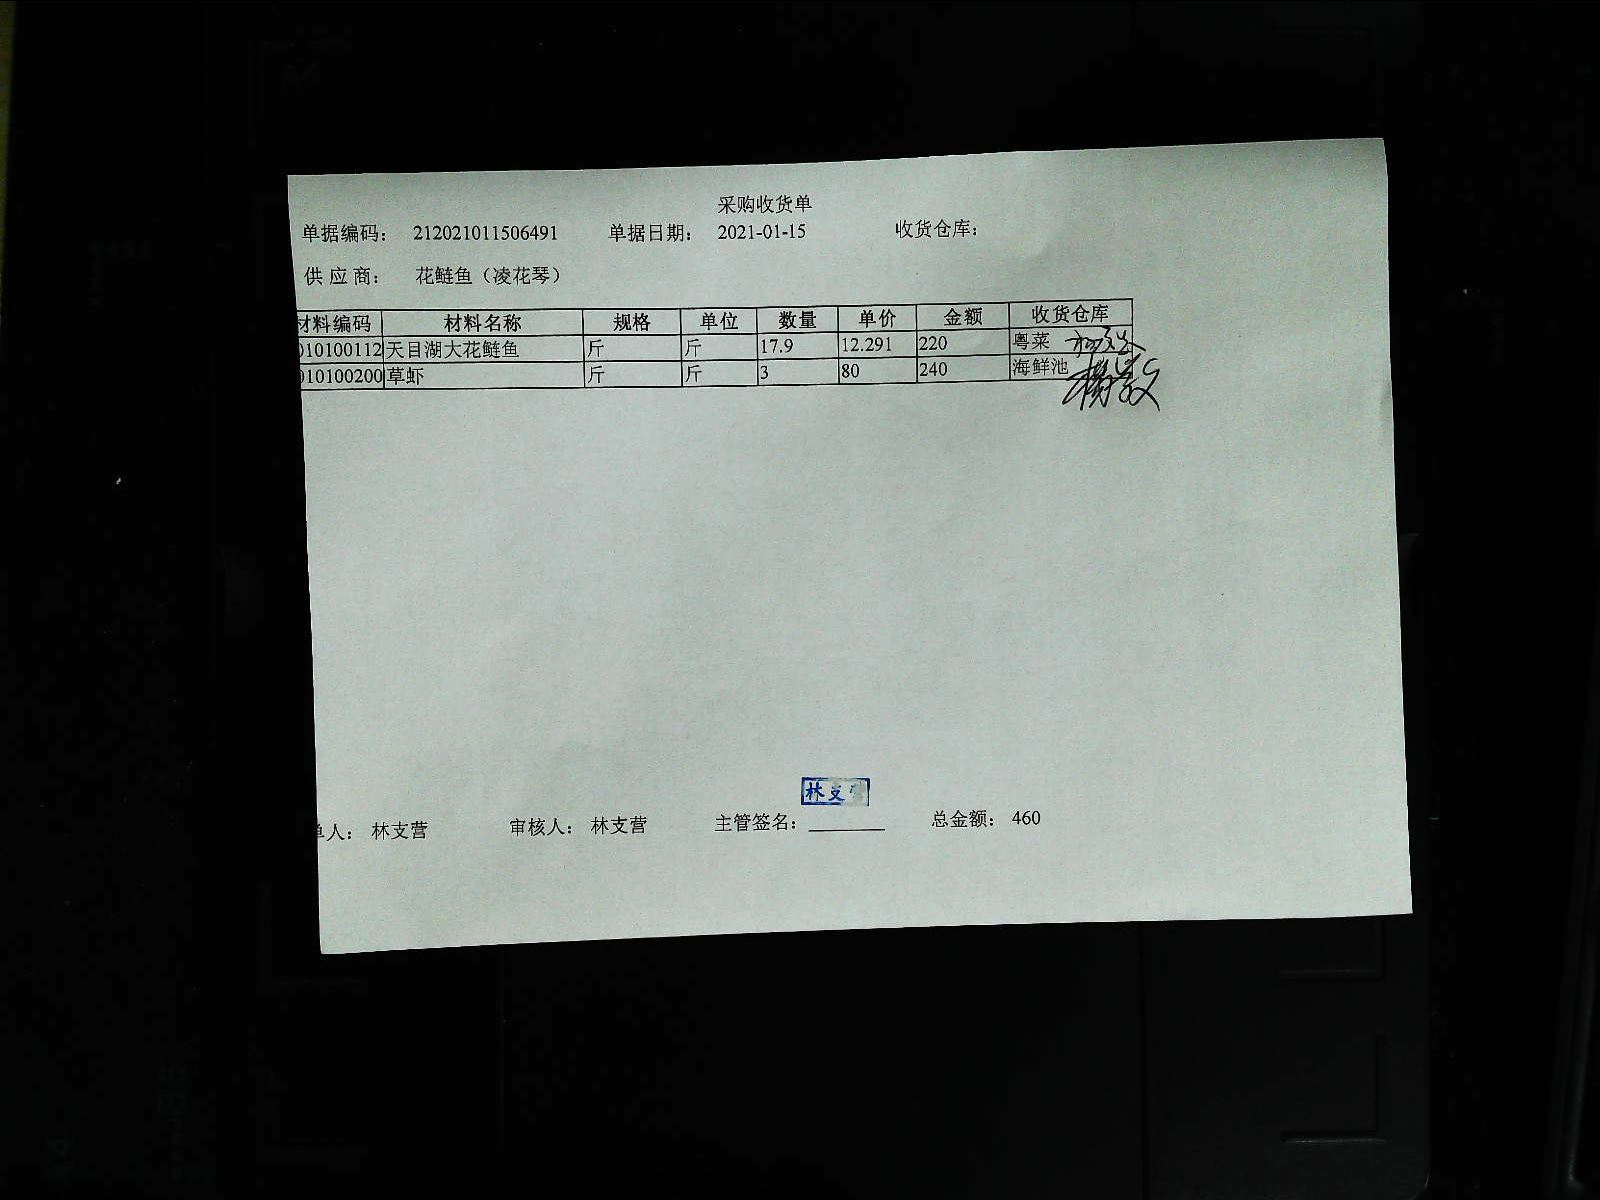 采购收货单
单据编码: 212021011506491 单据日期: 2021-01-15 收货仓库:
供应商: 花鲢鱼（凌花琴）
材料编码 材料名称 规格 单位 数量 单价 金额 收货仓库
010100112 天目湖大花鲢鱼 斤 斤 17.9 12.291 220 粤菜
010100200 草虾 斤 斤 3 80 240 海鲜池
林支营
单人: 林支营 审核人: 林支营 主管签名: 总金额: 460